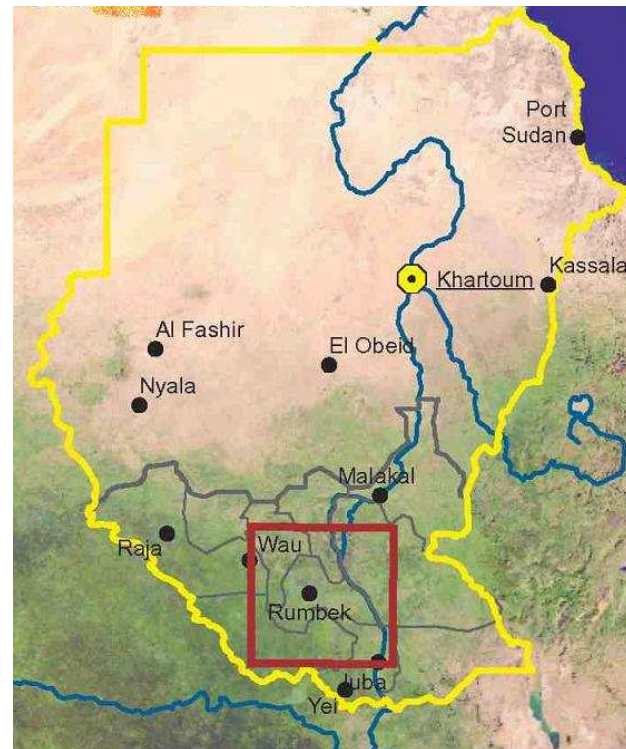 Port
Sudan
Khartoum
Kassala
Al Fashir
El Obeid
Nyala
Malakal
Raja
Wau
Rumbek
Juba
Yei